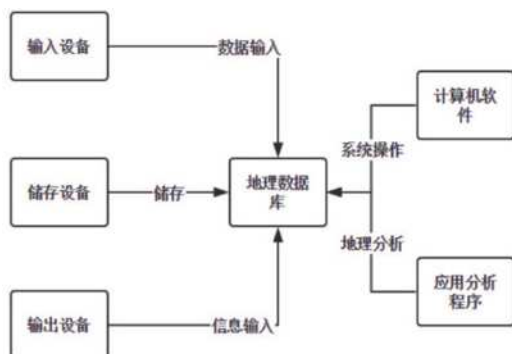 输入设备
数据输入
计算机软
件
系统操作
储存设备
储存
地理数据
库
地理分析
应用分析
程序
输出设备
信息输入